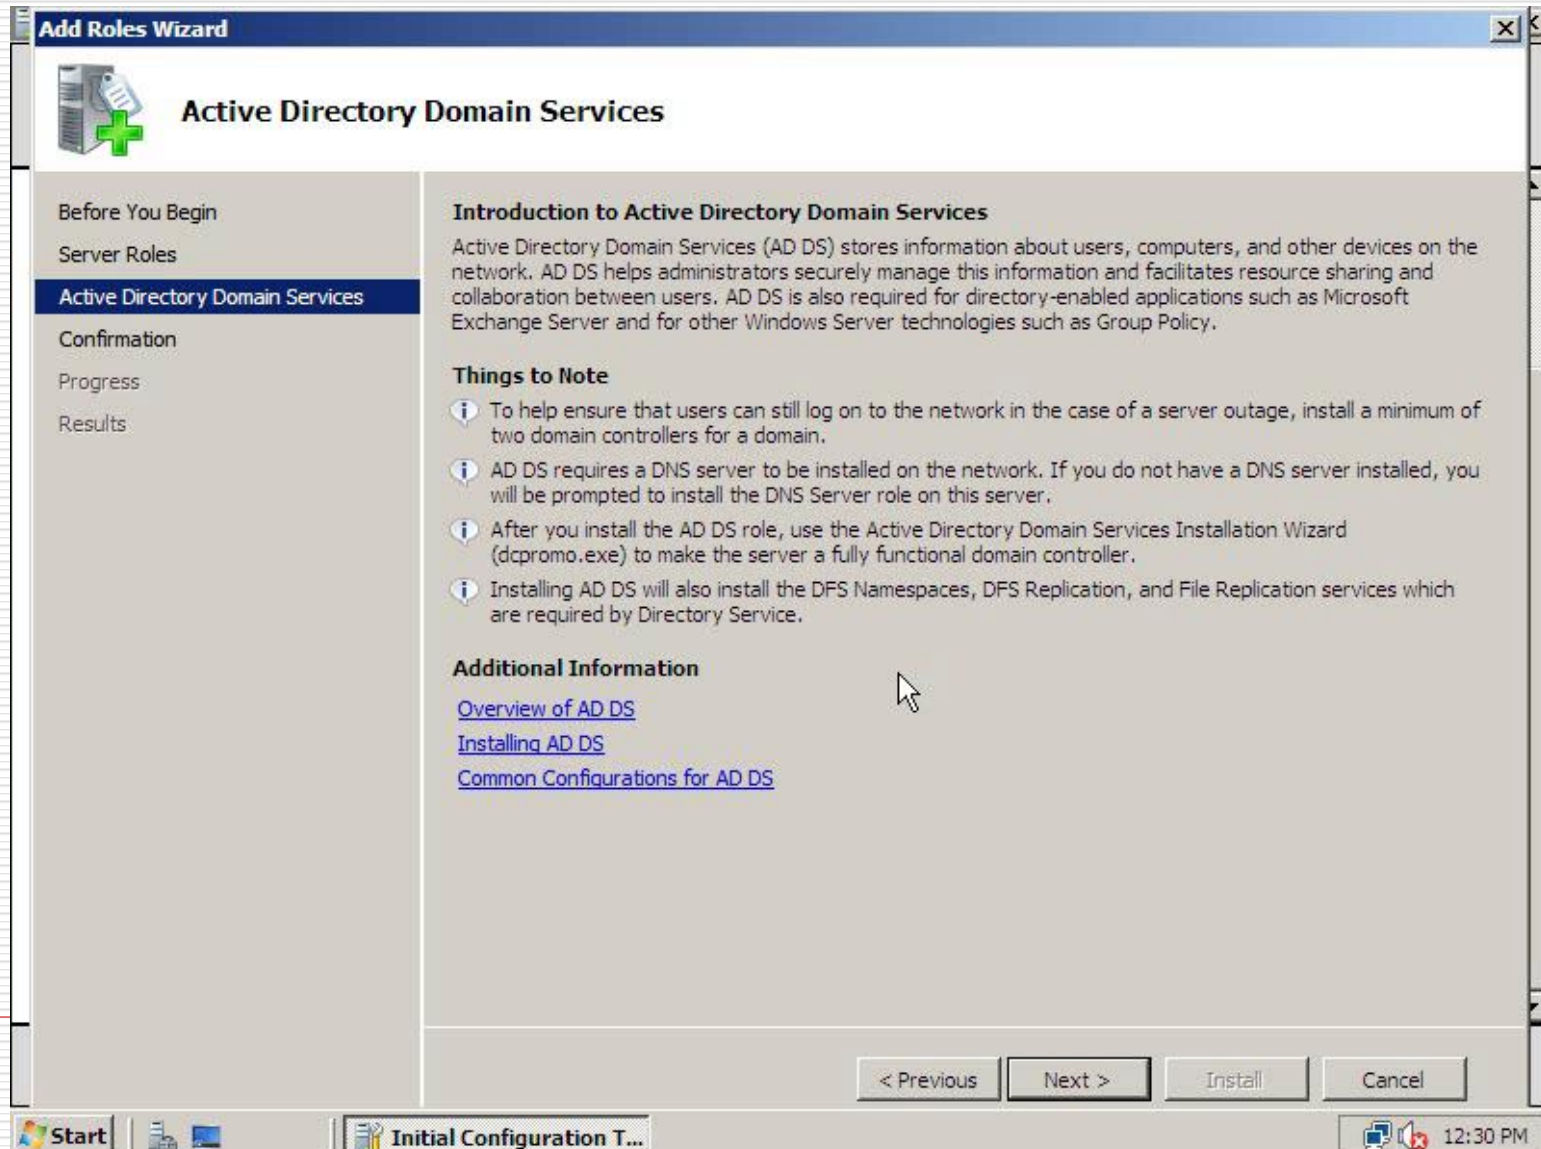 Add Roles Wizard
Active Directory Domain Services
Before You Begin
Server Roles
Active Directory Domain Services
Confirmation
Progress
Results
Introduction to Active Directory Domain Services
Active Directory Domain Services (AD DS) stores information about users, computers, and other devices on the
network. AD DS helps administrators securely manage this information and facilitates resource sharing and
collaboration between users. AD DS is also required for directory-enabled applications such as Microsoft
Exchange Server and for other Windows Server technologies such as Group Policy.
Things to Note
To help ensure that users can still log on to the network in the case of a server outage, install a minimum of
two domain controllers for a domain.
AD DS requires a DNS server to be installed on the network. If you do not have a DNS server installed, you
will be prompted to install the DNS Server role on this server.
After you install the AD DS role, use the Active Directory Domain Services Installation Wizard
(dcpromo.exe) to make the server a fully functional domain controller.
Installing AD DS will also install the DFS Namespaces, DFS Replication, and File Replication services which
are required by Directory Service.
Additional Information
Overview of AD DS
Installing AD DS
Common Configurations for AD DS
< Previous
Next >
Install
Cancel
Start
Initial Configuration T...
12:30 PM